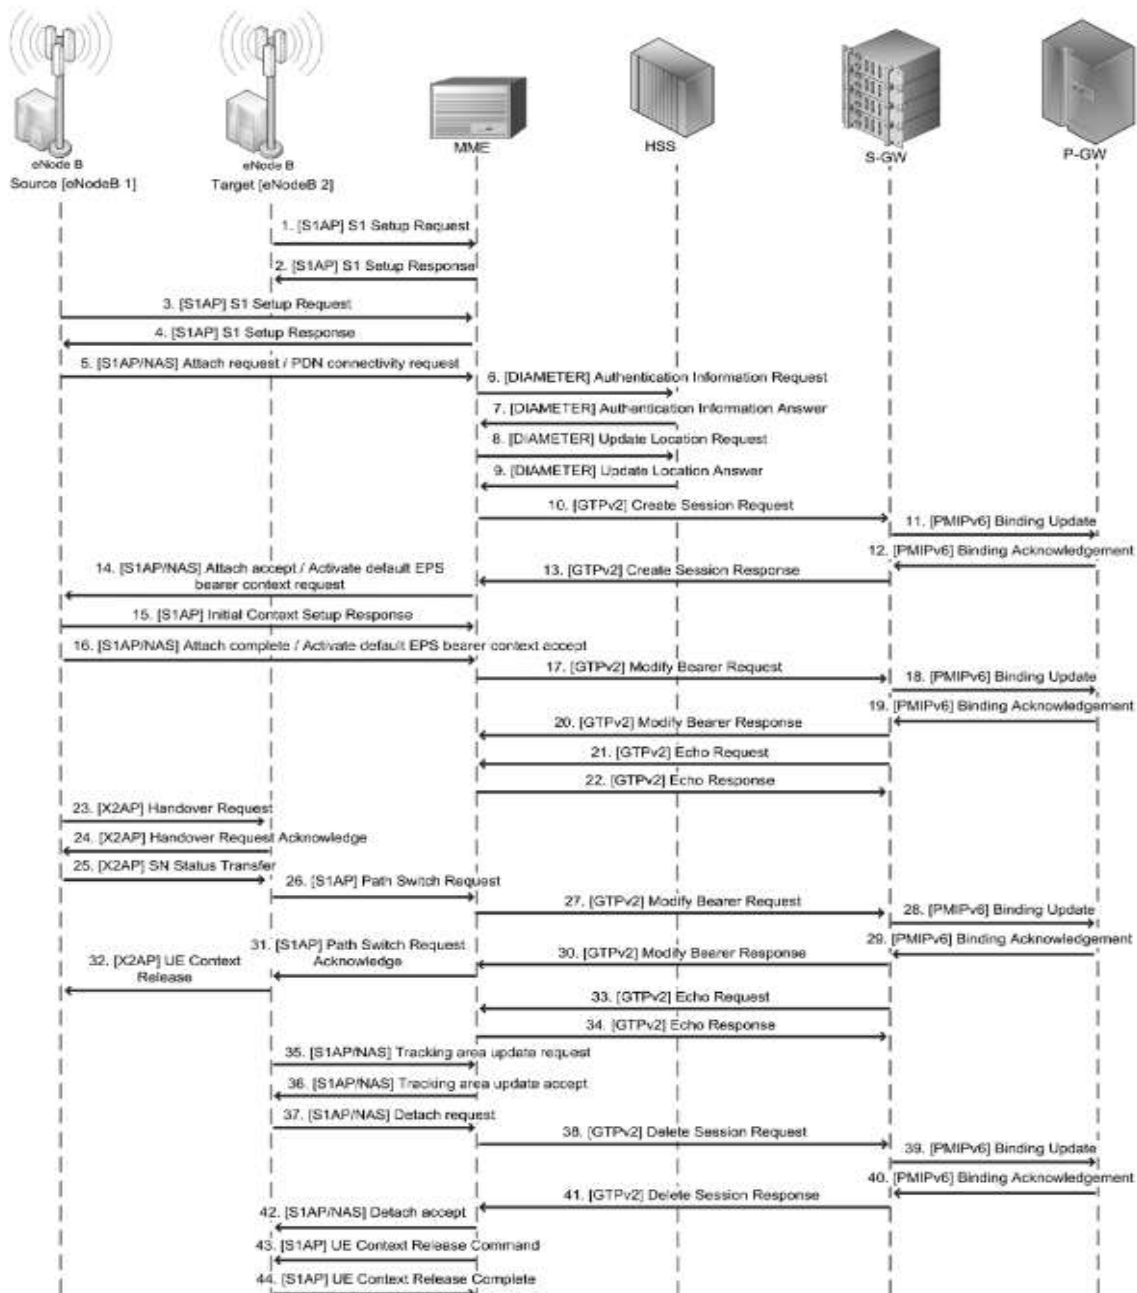 eNode B
Source [eNodeB 1]
eNode B
Target [eNodeB 2]
MME
HSS
S-GW
P-GW
1. [S1AP] S1 Setup Request
2. [S1AP] S1 Setup Response
3. [S1AP] S1 Setup Request
4. [S1AP] S1 Setup Response
5. [S1AP/NAS] Attach request / PDN connectivity request
6. [DIAMETER] Authentication Information Request
7. [DIAMETER] Authentication Information Answer
8. [DIAMETER] Update Location Request
9. [DIAMETER] Update Location Answer
10. [GTPv2] Create Session Request
11. [PMIPv6] Binding Update
12. [PMIPv6] Binding Acknowledgement
13. [GTPv2] Create Session Response
14. [S1AP/NAS] Attach accept / Activate default EPS
bearer context request
15. [S1AP] Initial Context Setup Response
16. [S1AP/NAS] Attach complete / Activate default EPS bearer context accept
17. [GTPv2] Modify Bearer Request
18. [PMIPv6] Binding Update
19. [PMIPv6] Binding Acknowledgement
20. [GTPv2] Modify Bearer Response
21. [GTPv2] Echo Request
22. [GTPv2] Echo Response
23. [X2AP] Handover Request
24. [X2AP] Handover Request Acknowledge
25. [X2AP] SN Status Transfer
26. [S1AP] Path Switch Request
27. [GTPv2] Modify Bearer Request
28. [PMIPv6] Binding Update
29. [PMIPv6] Binding Acknowledgement
30. [GTPv2] Modify Bearer Response
31. [S1AP] Path Switch Request
Acknowledge
32. [X2AP] UE Context
Release
33. [GTPv2] Echo Request
34. [GTPv2] Echo Response
35. [S1AP/NAS] Tracking area update request
36. [S1AP/NAS] Tracking area update accept
37. [S1AP/NAS] Detach request
38. [GTPv2] Delete Session Request
39. [PMIPv6] Binding Update
40. [PMIPv6] Binding Acknowledgement
41. [GTPv2] Delete Session Response
42. [S1AP/NAS] Detach accept
43. [S1AP] UE Context Release Command
44. [S1AP] UE Context Release Complete